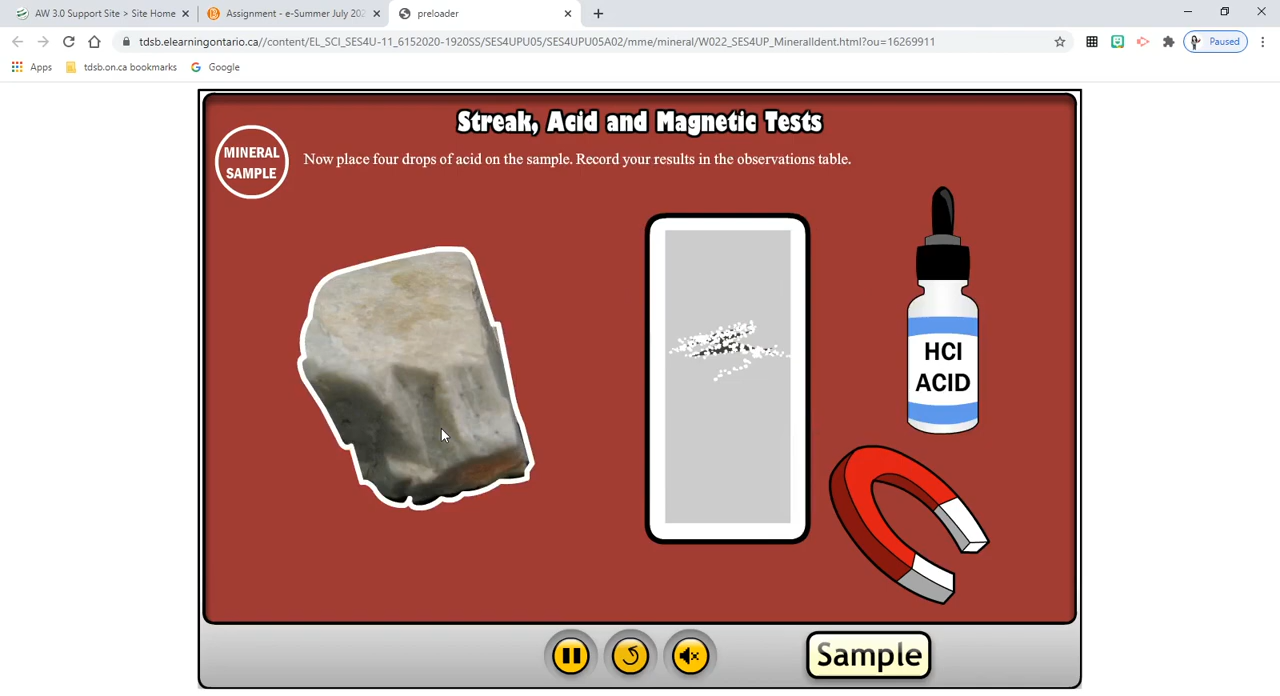 AW 3.0 Support Site > Site Home
Assignment - e-Summer July 202
preloader
tdsb.elearningontario.ca//content/EL_SCI_SES4U-11_6152020-1920SS/SES4UPU05/SES4UPU05A02/mme/mineral/W022_SES4UP_MineralIdent.html?ou=16269911
Paused
Apps
tdsb.on.ca bookmarks
Google
Streak, Acid and Magnetic Tests
MINERAL
SAMPLE
Now place four drops of acid on the sample. Record your results in the observations table.
HCl
ACID
Sample